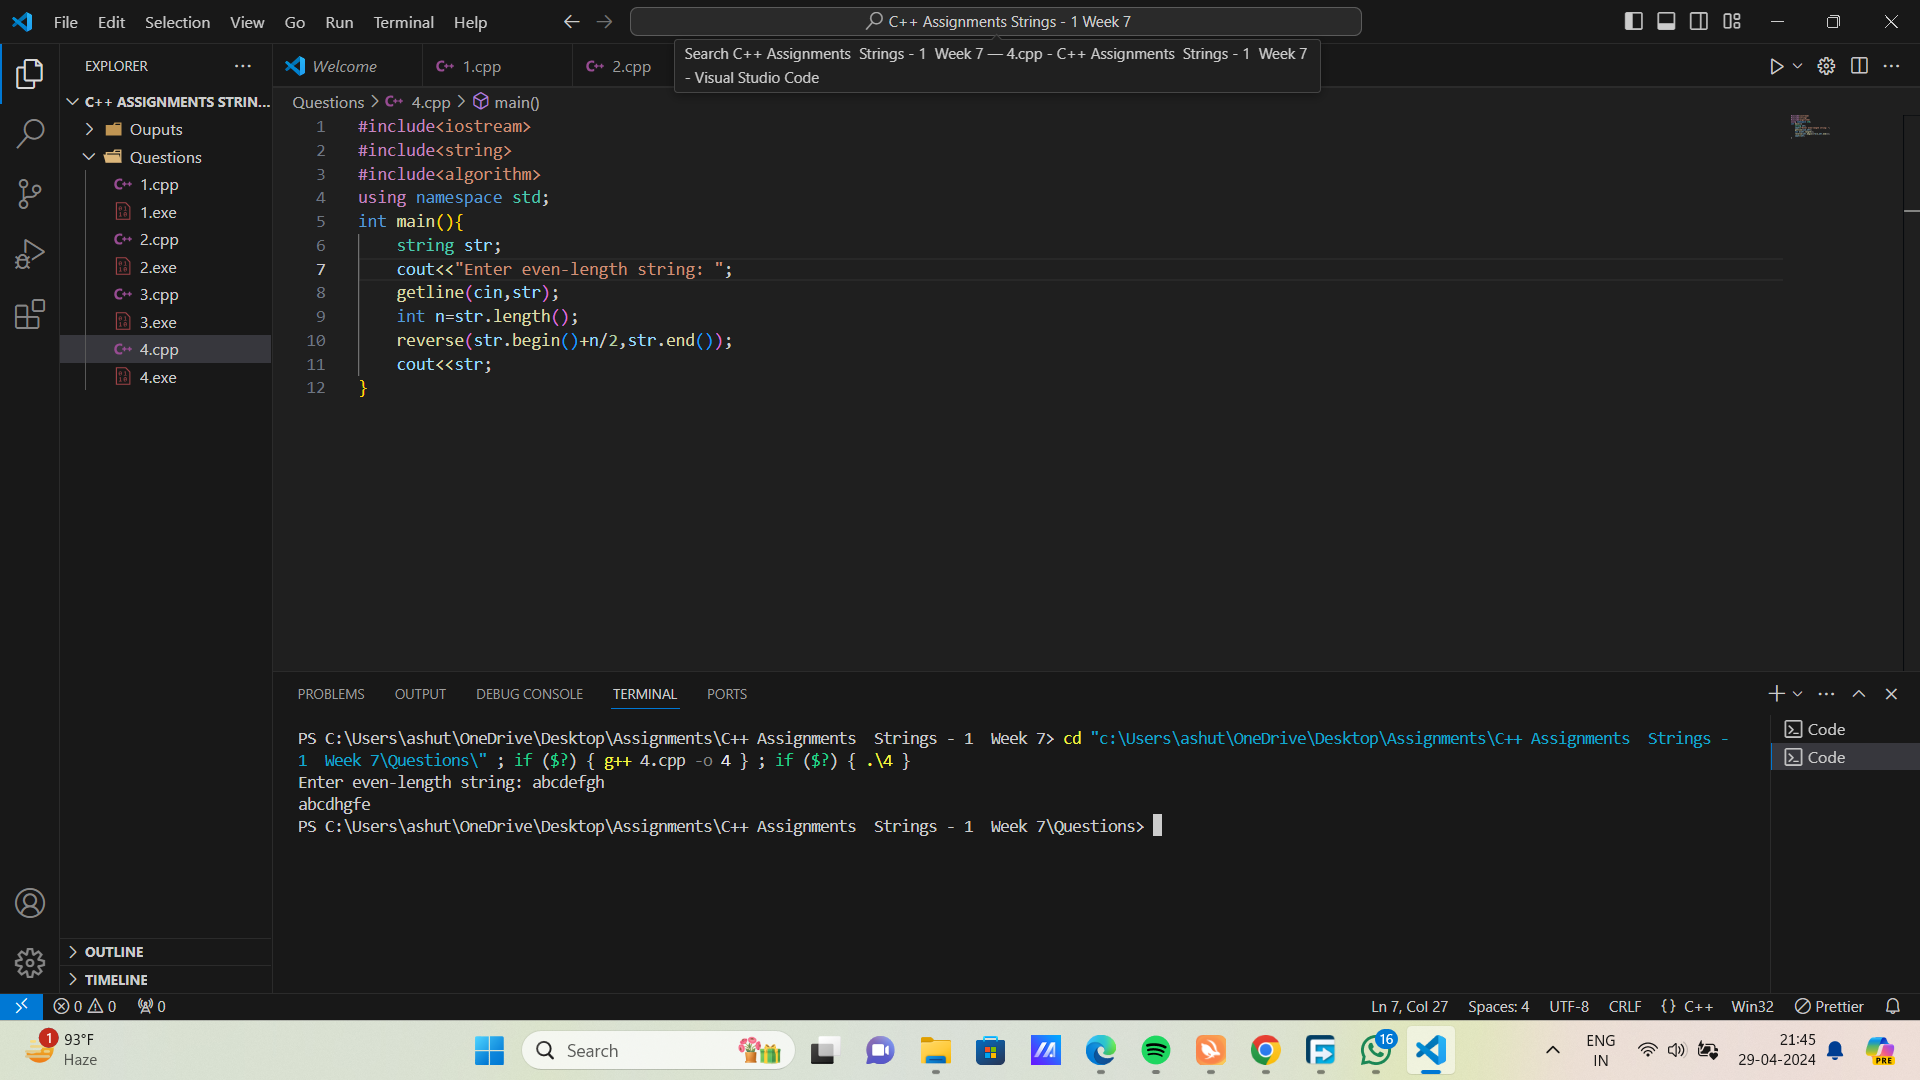 File Edit Selection View Go Run Terminal Help
C++ Assignments Strings - 1 Week 7
Search C++ Assignments  Strings - 1  Week 7 — 4.cpp - C++ Assignments  Strings - 1  Week 7
- Visual Studio Code
EXPLORER
C++ ASSIGNMENTS STRIN...
Ouputs
Questions
1.cpp
1.exe
2.cpp
2.exe
3.cpp
3.exe
4.cpp
4.exe
OUTLINE
TIMELINE
Welcome
1.cpp
2.cpp
Questions > 4.cpp > main()
1 #include<iostream>
2 #include<string>
3 #include<algorithm>
4 using namespace std;
5 int main(){
6     string str;
7     cout<<"Enter even-length string: ";
8     getline(cin,str);
9     int n=str.length();
10     reverse(str.begin()+n/2,str.end());
11     cout<<str;
12 }
PROBLEMS OUTPUT DEBUG CONSOLE TERMINAL PORTS
PS C:\Users\ashut\OneDrive\Desktop\Assignments\C++ Assignments  Strings - 1  Week 7> cd "c:\Users\ashut\OneDrive\Desktop\Assignments\C++ Assignments  Strings -
1  Week 7\Questions\" ; if ($?) { g++ 4.cpp -o 4 } ; if ($?) { .\4 }
Enter even-length string: abcdefgh
abcdhgfe
PS C:\Users\ashut\OneDrive\Desktop\Assignments\C++ Assignments  Strings - 1  Week 7\Questions>
Code
Code
0 0 0
Ln 7, Col 27 Spaces: 4 UTF-8 CRLF {} C++ Win32 Prettier
1
93°F
Haze
Search
16
ENG
IN
21:45
29-04-2024
PRE